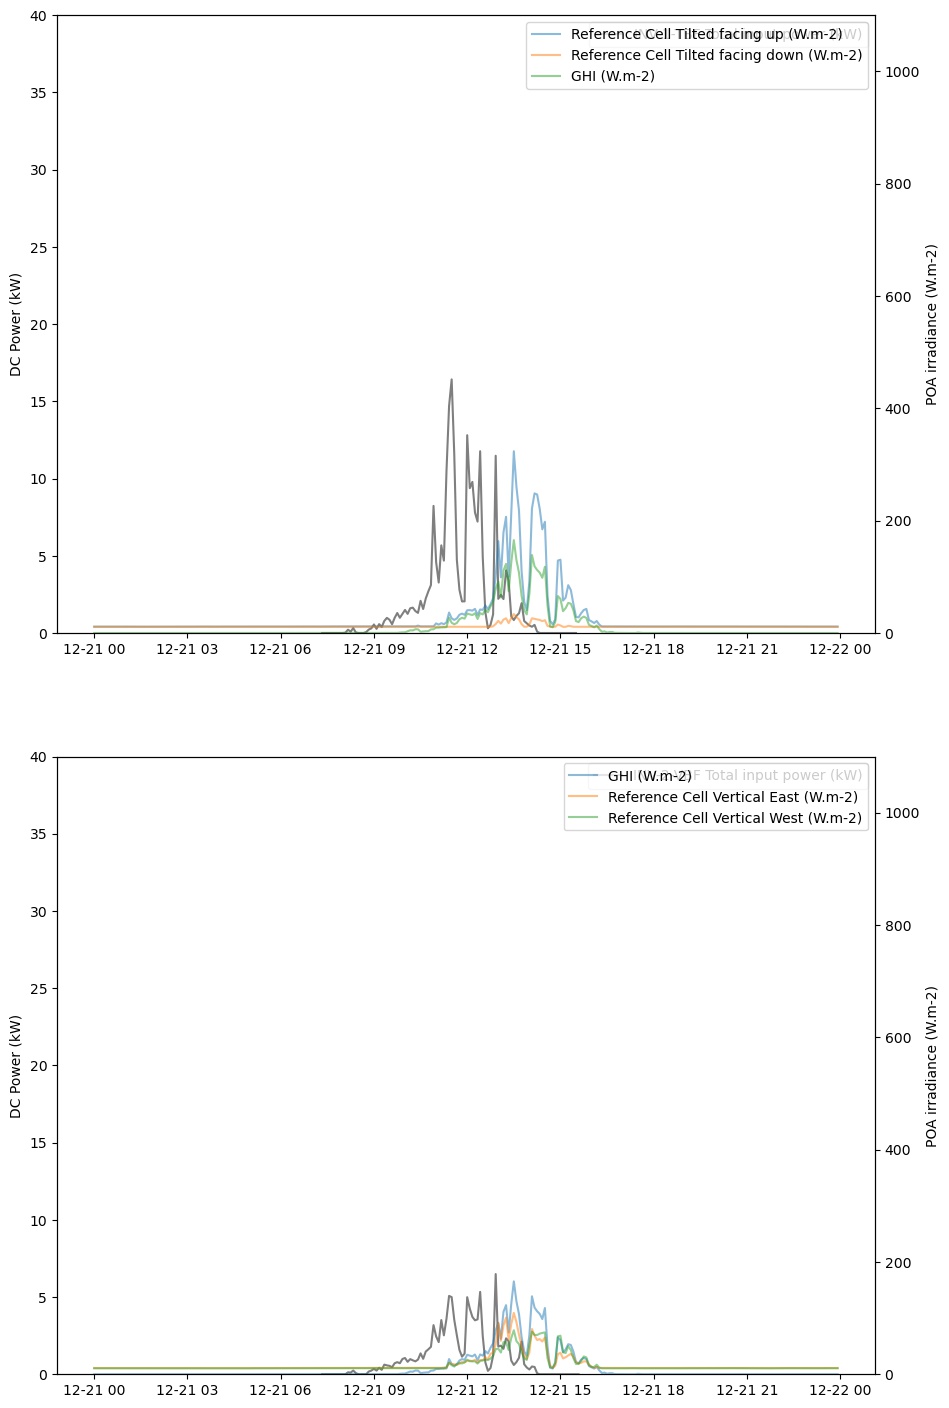 40
35
30
25
20
15
10
5
0
DC Power (kW)
Reference Cell Tilted facing up (W.m-2)
Reference Cell Tilted facing down (W.m-2)
GHI (W.m-2)
1000
800
600
400
200
0
POA irradiance (W.m-2)
12-21 00 12-21 03 12-21 06 12-21 09 12-21 12 12-21 15 12-21 18 12-21 21 12-22 00
40
35
30
25
20
15
10
5
0
DC Power (kW)
GHI (W.m-2)
Total input power (kW)
Reference Cell Vertical East (W.m-2)
Reference Cell Vertical West (W.m-2)
1000
800
600
400
200
0
POA irradiance (W.m-2)
12-21 00 12-21 03 12-21 06 12-21 09 12-21 12 12-21 15 12-21 18 12-21 21 12-22 00